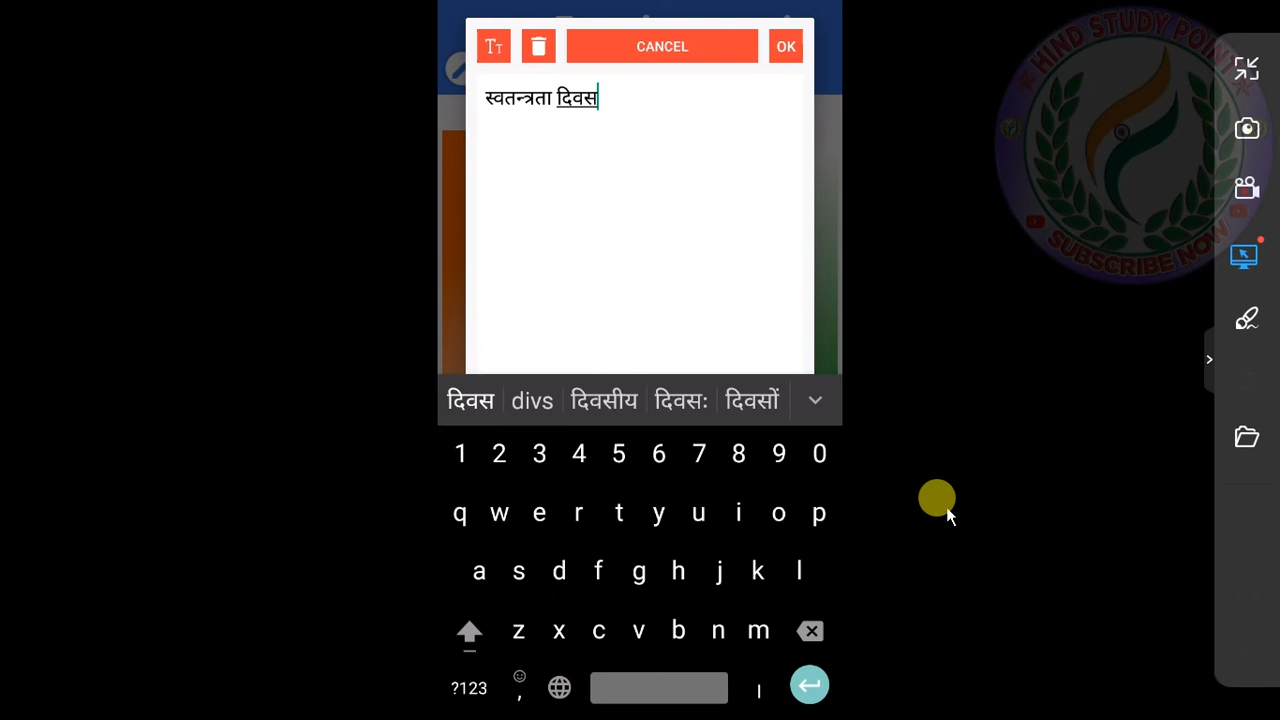 HIND STUDY POINT
Tт CANCEL OK
स्वतन्त्रता दिवस
SUBSCRIBE NOW
दिवस divs दिवसीय दिवसः दिवसों
1 2 3 4 5 6 7 8 9 0
q w e r t y u i o p
a s d f g h j k l
z x c v b n m
?123 , ।